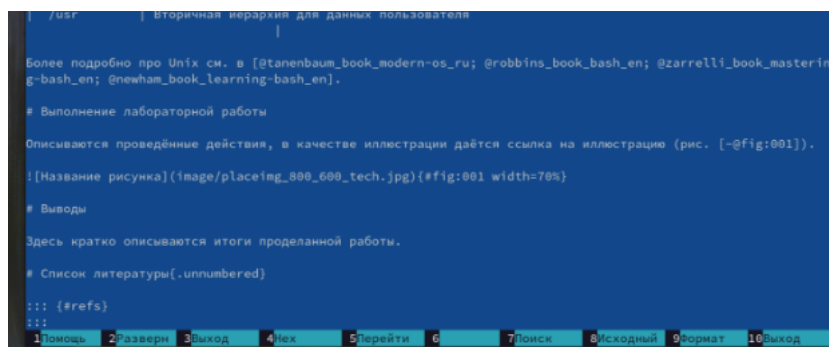 | /usr | Вторичная иерархия для данных пользователя
|
Более подробно про Unix см. в [@tanenbaum_book_modern-os_ru; @robbins_book_bash_en; @zarrelli_book_masterin
g-bash_en; @newham_book_learning-bash_en].
# Выполнение лабораторной работы
Описываются проведённые действия, в качестве иллюстрации даётся ссылка на иллюстрацию (рис. [-@fig:001]).
![Название рисунка](image/placeimg_800_600_tech.jpg){#fig:001 width=70%}
# Выводы
Здесь кратко описываются итоги проделанной работы.
# Список литературы{.unnumbered}
::: {#refs}
:::
1Помощь 2Разверн 3Выход 4Hex 5Перейти 6 7Поиск 8Исходный 9Формат 10Выход